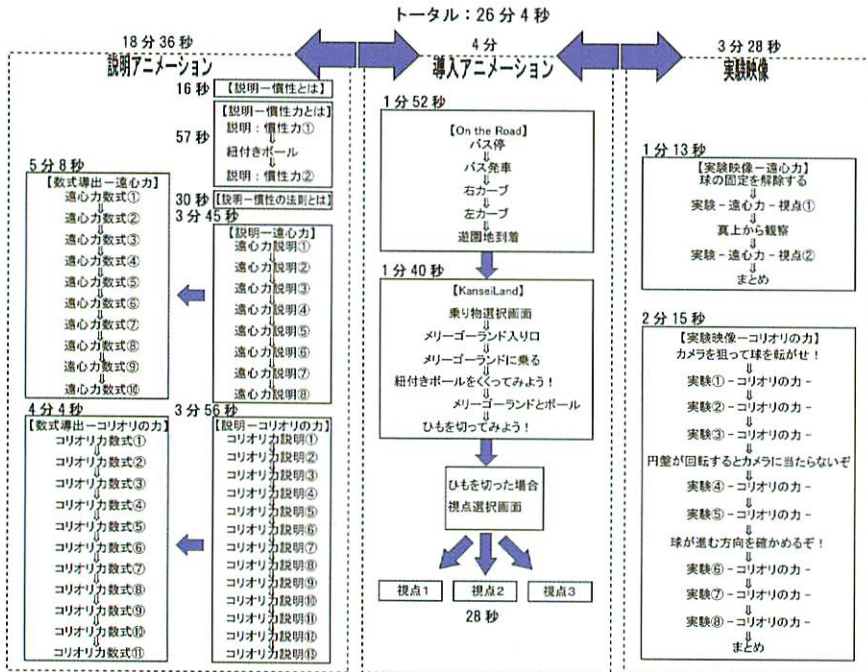 トータル：26分4秒
18分36秒
説明アニメーション
16秒
【説明－慣性とは】
57秒
【説明－慣性力とは】
説明：慣性力①
⇓
紐付きボール
⇓
説明：慣性力②
30秒
【説明－慣性の法則とは】
5分8秒
【数式導出－遠心力】
遠心力数式①
⇓
遠心力数式②
⇓
遠心力数式③
⇓
遠心力数式④
⇓
遠心力数式⑤
⇓
遠心力数式⑥
⇓
遠心力数式⑦
⇓
遠心力数式⑧
⇓
遠心力数式⑨
⇓
遠心力数式⑩
3分45秒
【説明－遠心力】
遠心力説明①
⇓
遠心力説明②
⇓
遠心力説明③
⇓
遠心力説明④
⇓
遠心力説明⑤
⇓
遠心力説明⑥
⇓
遠心力説明⑦
⇓
遠心力説明⑧
4分4秒
【数式導出－コリオリの力】
コリオリ力数式①
⇓
コリオリ力数式②
⇓
コリオリ力数式③
⇓
コリオリ力数式④
⇓
コリオリ力数式⑤
⇓
コリオリ力数式⑥
⇓
コリオリ力数式⑦
⇓
コリオリ力数式⑧
⇓
コリオリ力数式⑨
⇓
コリオリ力数式⑩
⇓
コリオリ力数式⑪
3分56秒
【説明－コリオリの力】
コリオリ力説明①
コリオリ力説明②
コリオリ力説明③
コリオリ力説明④
コリオリ力説明⑤
コリオリ力説明⑥
コリオリ力説明⑦
コリオリ力説明⑧
コリオリ力説明⑨
コリオリ力説明⑩
コリオリ力説明⑪
コリオリ力説明⑫
コリオリ力説明⑬
4分
導入アニメーション
1分52秒
【On the Road】
バス停
⇓
バス発車
⇓
右カーブ
⇓
左カーブ
⇓
遊園地到着
1分40秒
【KanseiLand】
乗り物選択画面
⇓
メリーゴーランド入り口
⇓
メリーゴーランドに乗る
⇓
紐付きボールをくくってみよう！
⇓
メリーゴーランドとボール
⇓
ひもを切ってみよう！
ひもを切った場合
視点選択画面
視点1
視点2
視点3
28秒
3分28秒
実験映像
1分13秒
【実験映像－遠心力】
球の固定を解除する
⇓
実験－遠心力－視点①
⇓
真上から観察
⇓
実験－遠心力－視点②
⇓
まとめ
2分15秒
【実験映像－コリオリの力】
カメラを狙って球を転がせ！
⇓
実験①－コリオリの力－
⇓
実験②－コリオリの力－
⇓
実験③－コリオリの力－
⇓
円盤が回転するとカメラに当たらないぞ
⇓
実験④－コリオリの力－
⇓
実験⑤－コリオリの力－
⇓
球が進む方向を確かめるぞ！
⇓
実験⑥－コリオリの力－
⇓
実験⑦－コリオリの力－
⇓
実験⑧－コリオリの力－
⇓
まとめ